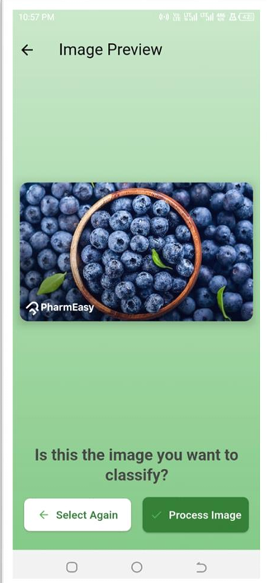 10:57 PM
Image Preview
PharmEasy
Is this the image you want to
classify?
Select Again
Process Image